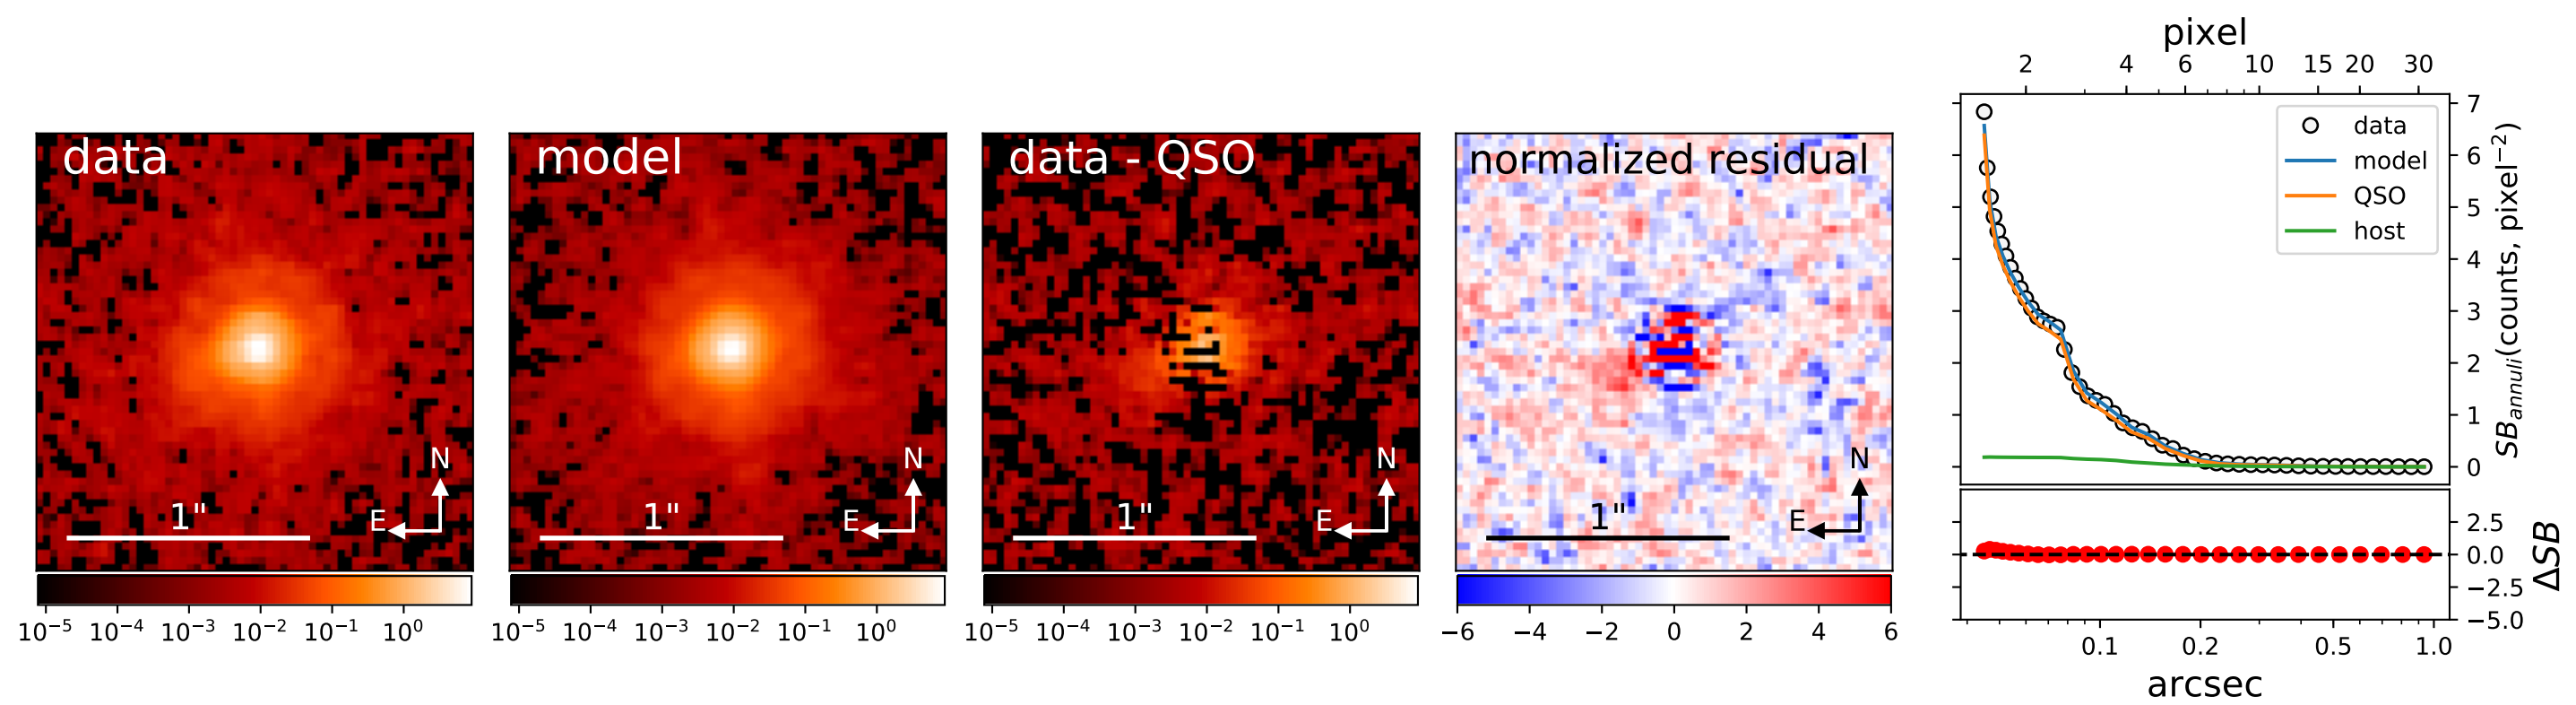 data
N
E
1"
10⁻⁵ 10⁻⁴ 10⁻³ 10⁻² 10⁻¹ 10⁰
model
N
E
1"
10⁻⁵ 10⁻⁴ 10⁻³ 10⁻² 10⁻¹ 10⁰
data - QSO
N
E
1"
10⁻⁵ 10⁻⁴ 10⁻³ 10⁻² 10⁻¹ 10⁰
normalized residual
N
E
1"
−6 −4 −2 0 2 4 6
pixel
2 4 6 10 15 20 30
data
model
QSO
host
7
6
5
4
3
2
1
0
SB_annuli(counts, pixel⁻²)
2.5
0.0
−2.5
−5.0
ΔSB
0.1 0.2 0.5 1.0
arcsec